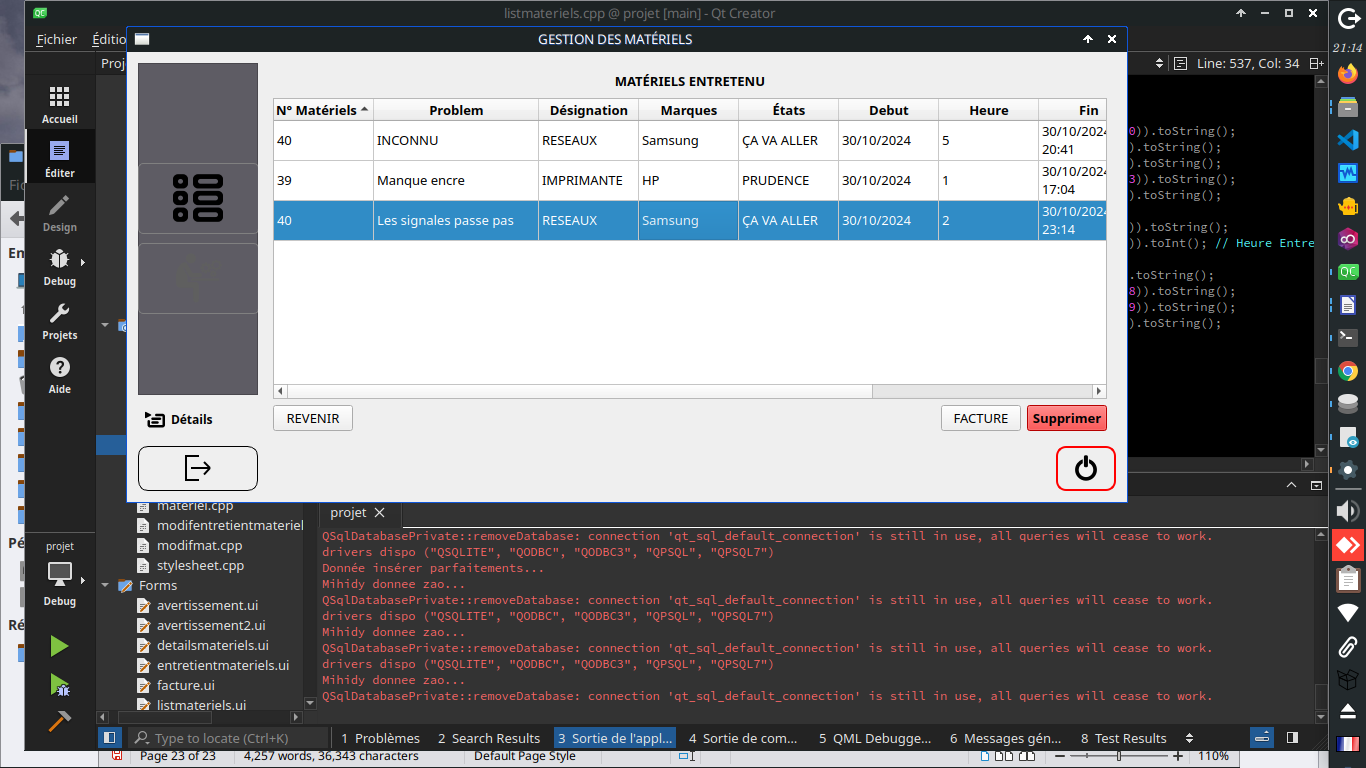 listmateriels.cpp @ projet [main] - Qt Creator
Fichier
GESTION DES MATÉRIELS
Line: 537, Col: 34
21:14
Accueil
Éditer
Design
Debug
Projets
Aide
MATÉRIELS ENTRETENU
N° Matériels Problem Désignation Marques États Debut Heure Fin
40 INCONNU RESEAUX Samsung ÇA VA ALLER 30/10/2024 5 30/10/2024 20:41
39 Manque encre IMPRIMANTE HP PRUDENCE 30/10/2024 1 30/10/2024 17:04
40 Les signales passe pas RESEAUX Samsung ÇA VA ALLER 30/10/2024 2 30/10/2024 23:14
0)).toString();
)).toString();
)).toString();
3)).toString();
)).toString();
)).toString();
)).toInt(); // Heure Entre
.toString();
8)).toString();
9)).toString();
)).toString();
Détails
REVENIR
FACTURE
Supprimer
materiel.cpp
modifentretientmateriel
modifmat.cpp
stylesheet.cpp
Forms
avertissement.ui
avertissement2.ui
detailsmateriels.ui
entretientmateriels.ui
facture.ui
listmateriels.ui
projet
Debug
projet
QSqlDatabasePrivate::removeDatabase: connection 'qt_sql_default_connection' is still in use, all queries will cease to work.
drivers dispo ("QSQLITE", "QODBC", "QODBC3", "QPSQL", "QPSQL7")
Donnée insérer parfaitements...
Mihidy donnee zao...
QSqlDatabasePrivate::removeDatabase: connection 'qt_sql_default_connection' is still in use, all queries will cease to work.
drivers dispo ("QSQLITE", "QODBC", "QODBC3", "QPSQL", "QPSQL7")
Mihidy donnee zao...
QSqlDatabasePrivate::removeDatabase: connection 'qt_sql_default_connection' is still in use, all queries will cease to work.
drivers dispo ("QSQLITE", "QODBC", "QODBC3", "QPSQL", "QPSQL7")
Mihidy donnee zao...
QSqlDatabasePrivate::removeDatabase: connection 'qt_sql_default_connection' is still in use, all queries will cease to work.
Type to locate (Ctrl+K)
1 Problèmes 2 Search Results 3 Sortie de l'appl... 4 Sortie de com... 5 QML Debugge... 6 Messages gén... 8 Test Results
Page 23 of 23 4,257 words, 36,343 characters Default Page Style 110%